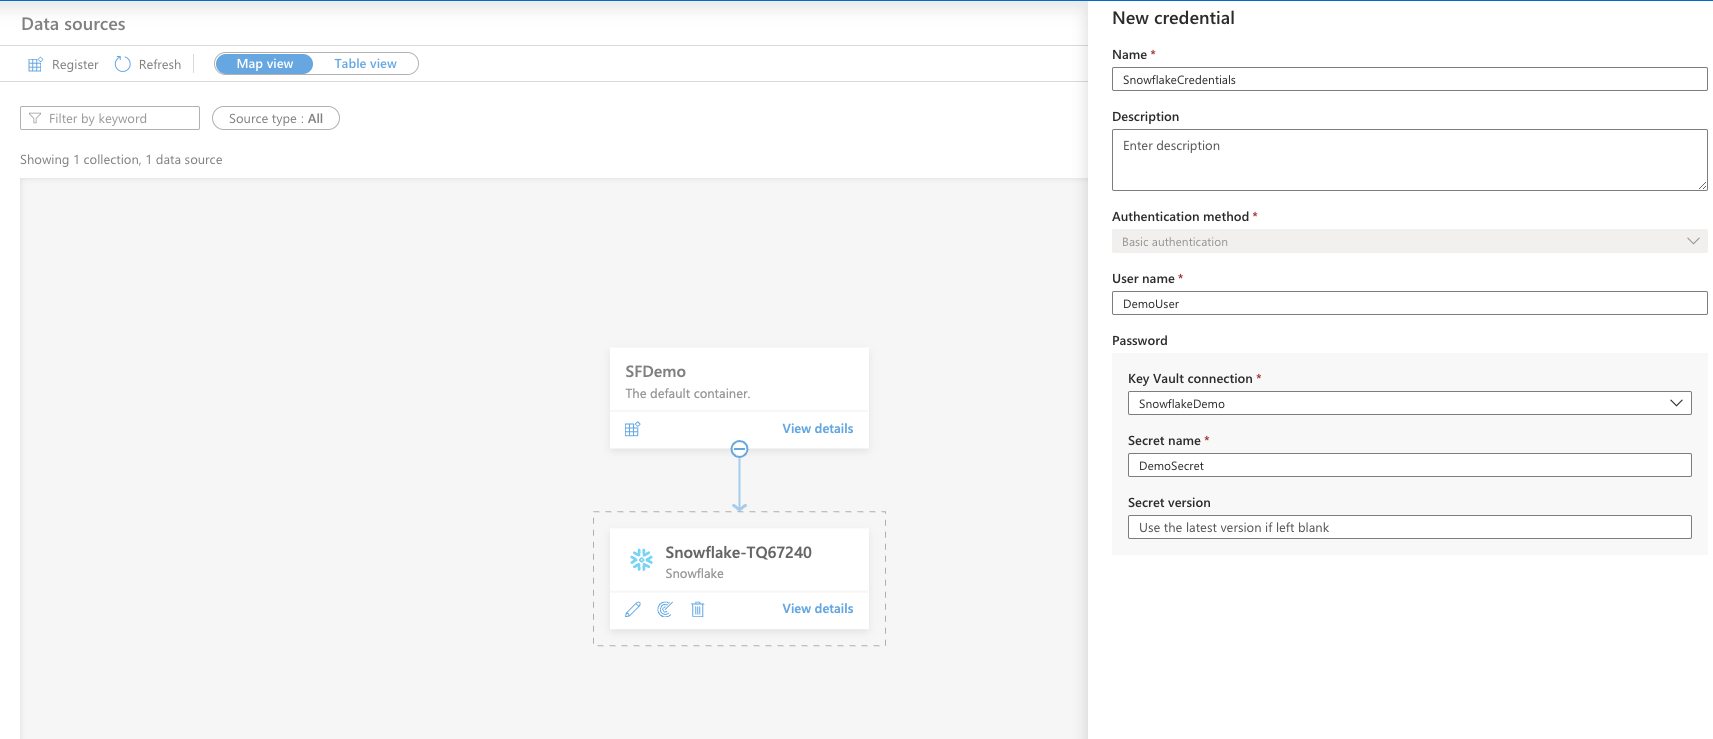 Data sources
Register Refresh Map view Table view
Filter by keyword Source type : All
Showing 1 collection, 1 data source
SFDemo
The default container.
View details
Snowflake-TQ67240
Snowflake
View details
New credential
Name *
SnowflakeCredentials
Description
Enter description
Authentication method *
Basic authentication
User name *
DemoUser
Password
Key Vault connection *
SnowflakeDemo
Secret name *
DemoSecret
Secret version
Use the latest version if left blank